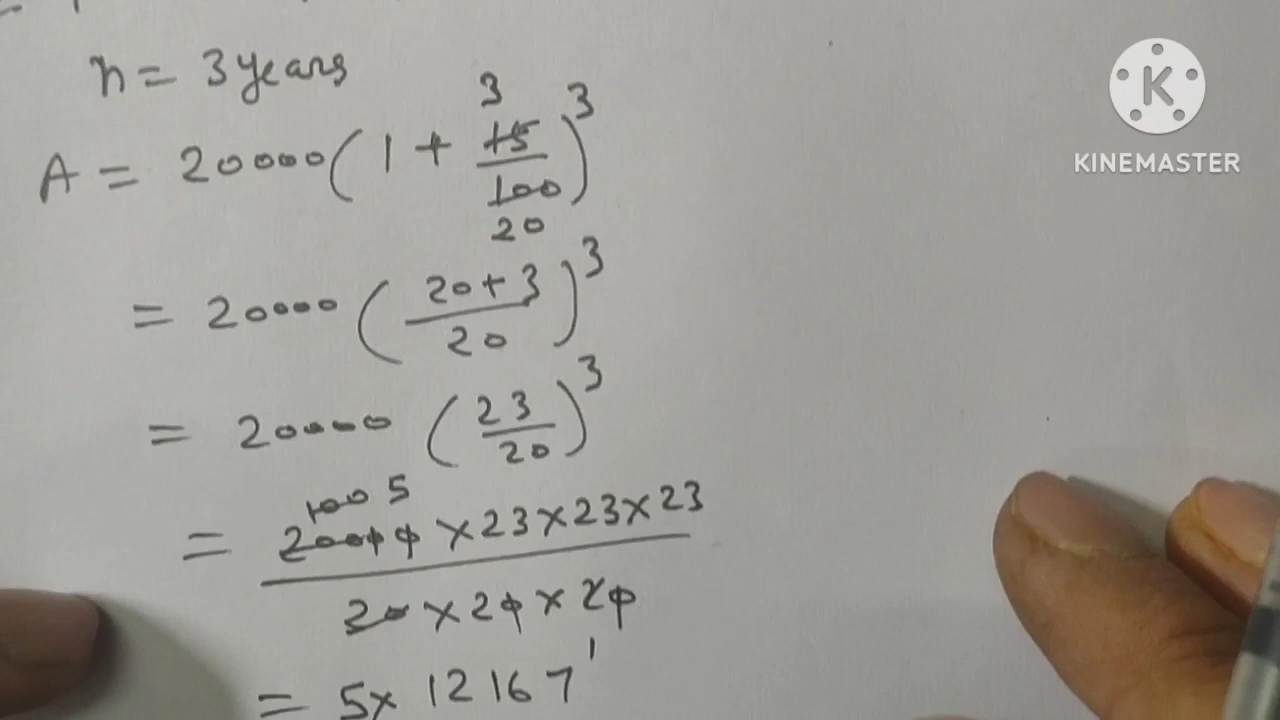 n = 3 years
A = 20000 ( 1 + 15/100 )^3
3
20
= 20000 ( 20+3 / 20 )^3
= 20000 ( 23 / 20 )^3
100 5
= 20000 × 23 × 23 × 23
20 × 20 × 20
= 5 × 12167
K
KINEMASTER